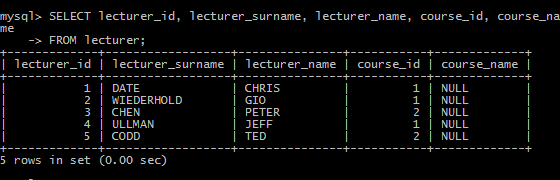 mysql> SELECT lecturer_id, lecturer_surname, lecturer_name, course_id, course_na
me
    -> FROM lecturer;
+-------------+------------------+---------------+-----------+-------------+
| lecturer_id | lecturer_surname | lecturer_name | course_id | course_name |
+-------------+------------------+---------------+-----------+-------------+
|           1 | DATE             | CHRIS         |         1 | NULL        |
|           2 | WIEDERHOLD       | GIO           |         1 | NULL        |
|           3 | CHEN             | PETER         |         2 | NULL        |
|           4 | ULLMAN           | JEFF          |         1 | NULL        |
|           5 | CODD             | TED           |         2 | NULL        |
+-------------+------------------+---------------+-----------+-------------+
5 rows in set (0.00 sec)